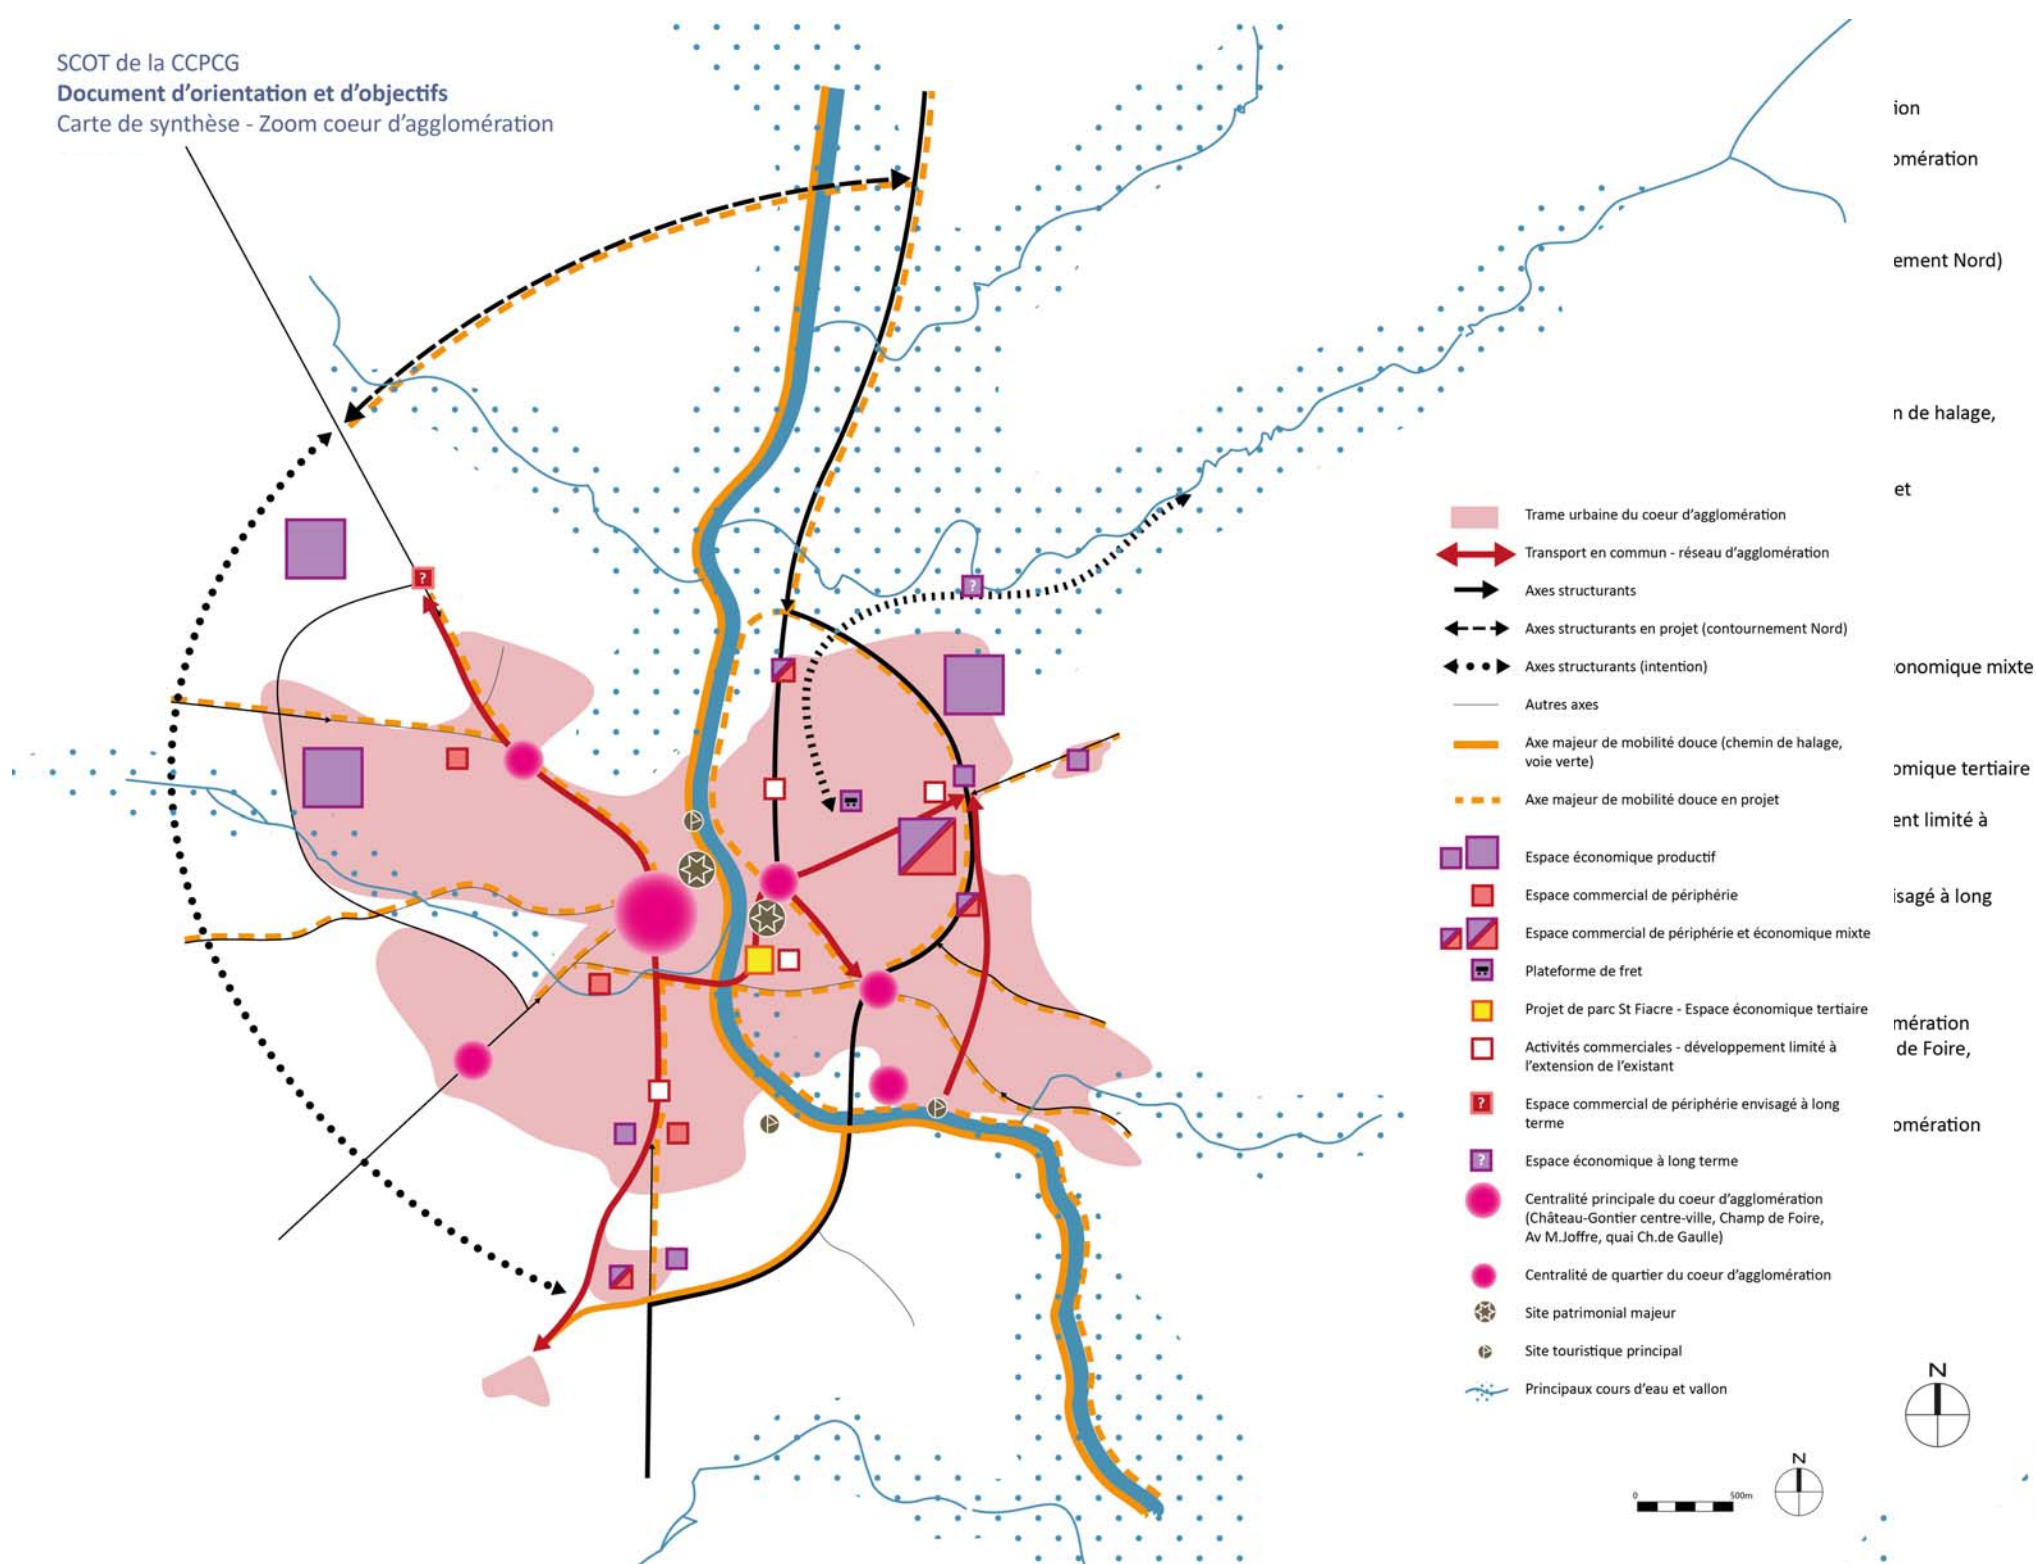 SCOT de la CCPCG
Document d'orientation et d'objectifs
Carte de synthèse - Zoom coeur d'agglomération
?
?
Trame urbaine du coeur d'agglomération
Transport en commun - réseau d'agglomération
Axes structurants
Axes structurants en projet (contournement Nord)
Axes structurants (intention)
Autres axes
Axe majeur de mobilité douce (chemin de halage,
voie verte)
Axe majeur de mobilité douce en projet
Espace économique productif
Espace commercial de périphérie
Espace commercial de périphérie et économique mixte
Plateforme de fret
Projet de parc St Fiacre - Espace économique tertiaire
Activités commerciales - développement limité à
l'extension de l'existant
? Espace commercial de périphérie envisagé à long
terme
? Espace économique à long terme
Centralité principale du coeur d'agglomération
(Château-Gontier centre-ville, Champ de Foire,
Av M.Joffre, quai Ch.de Gaulle)
Centralité de quartier du coeur d'agglomération
Site patrimonial majeur
Site touristique principal
Principaux cours d'eau et vallon
ion
omération
ement Nord)
n de halage,
et
onomique mixte
omique tertiaire
ent limité à
isagé à long
mération
de Foire,
omération
N
N
0 500m